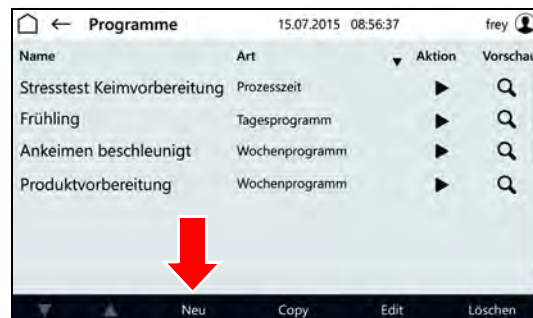 Programme 15.07.2015 08:56:37 frey
Name Art Aktion Vorschau
Stresstest Keimvorbereitung Prozesszeit
Frühling Tagesprogramm
Ankeimen beschleunigt Wochenprogramm
Produktvorbereitung Wochenprogramm
Neu Copy Edit Löschen